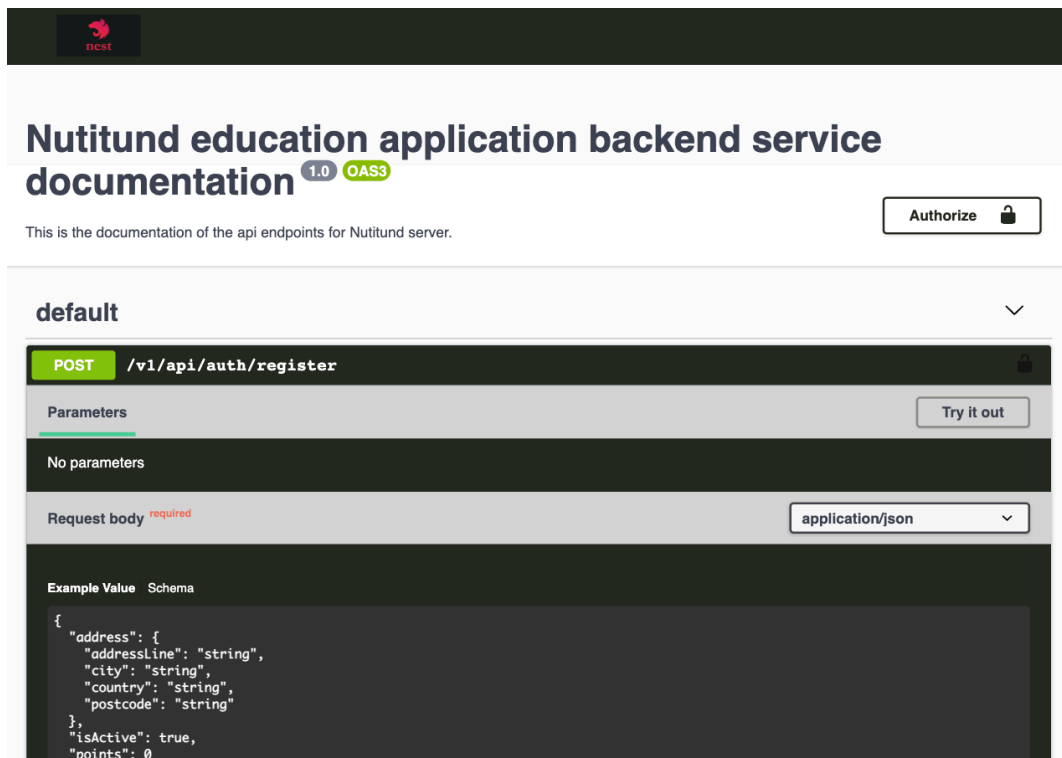 nest
Nutitund education application backend service
documentation 1.0 OAS3
Authorize
This is the documentation of the api endpoints for Nutitund server.
default
POST /v1/api/auth/register
Parameters
Try it out
No parameters
Request body required
application/json
Example Value Schema
{
"address": {
"addressLine": "string",
"city": "string",
"country": "string",
"postcode": "string"
},
"isActive": true,
"points": 0